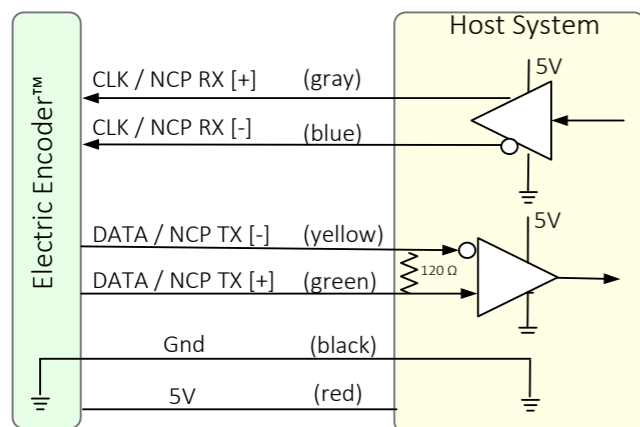 Host System
Electric Encoder™
5V
CLK / NCP RX [+] (gray)
CLK / NCP RX [-] (blue)
5V
DATA / NCP TX [-] (yellow)
120 Ω
DATA / NCP TX [+] (green)
Gnd (black)
5V (red)